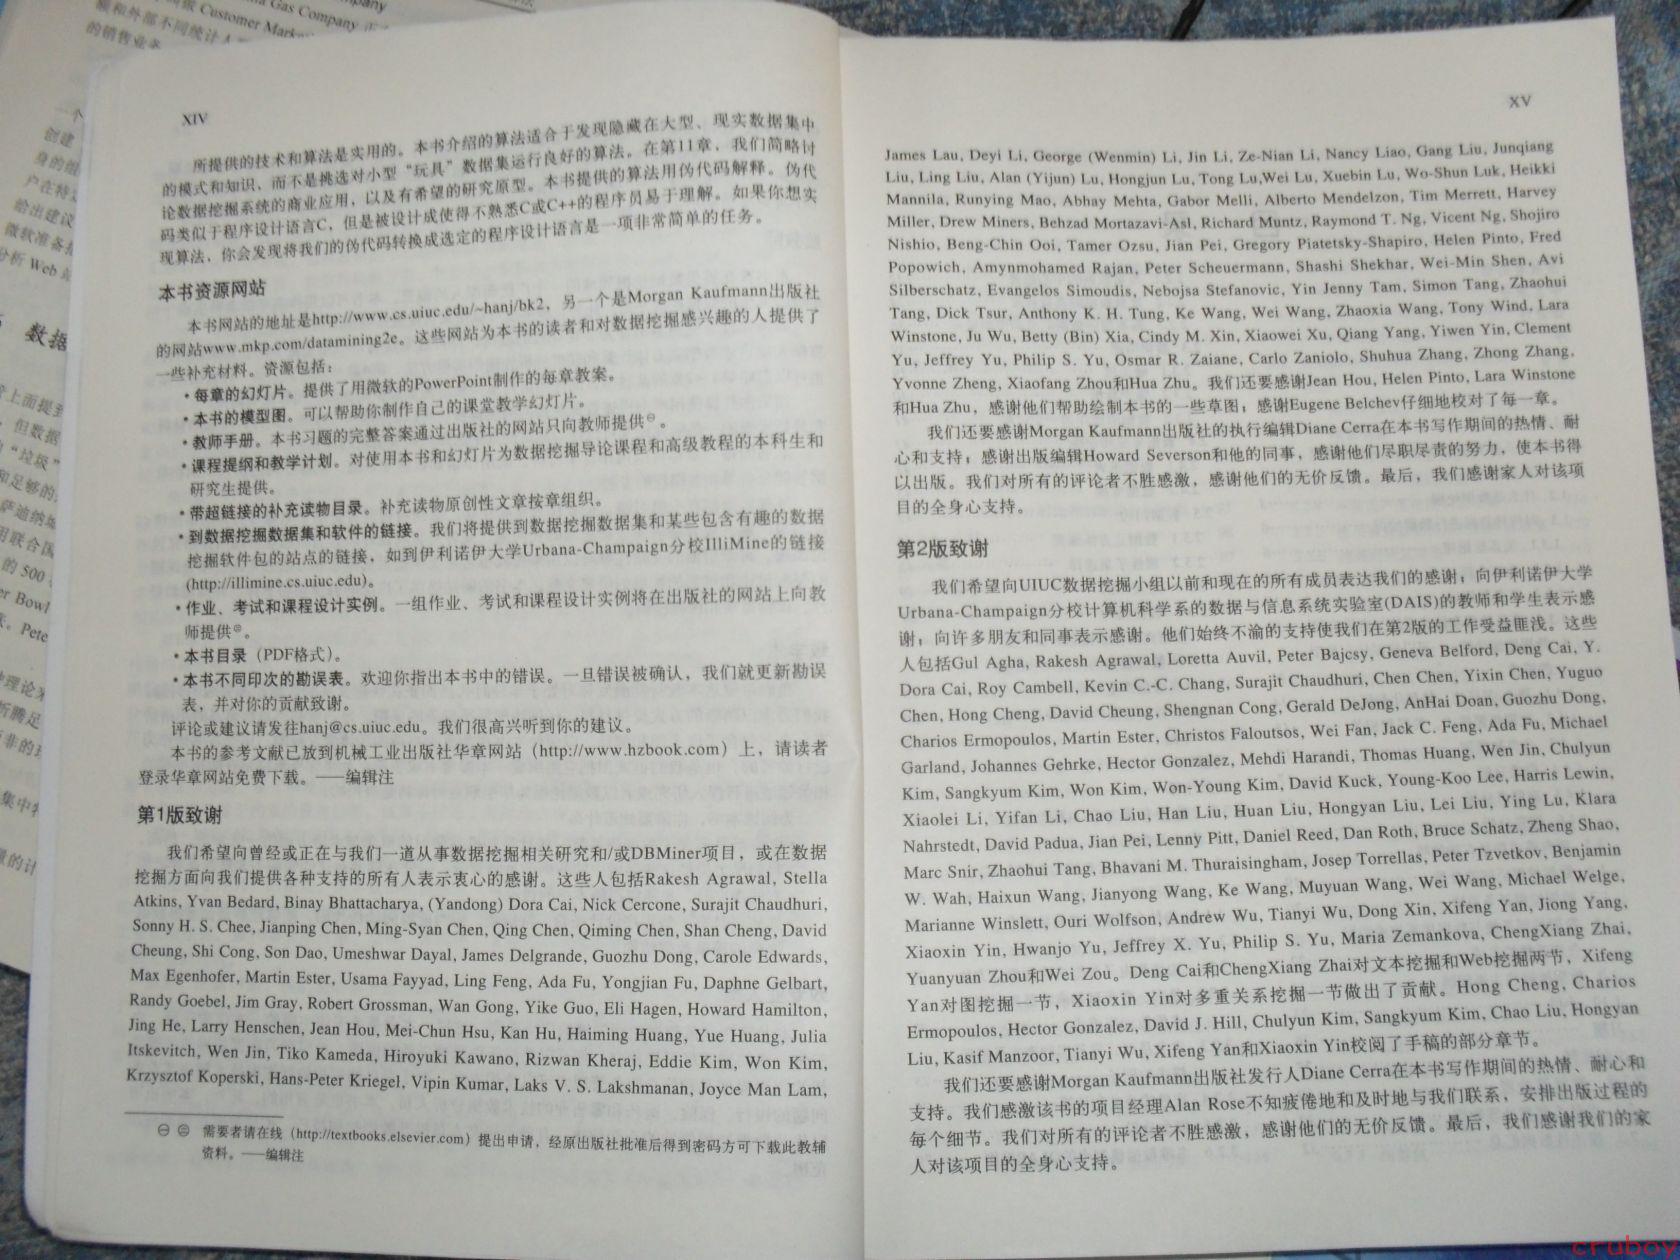 XIV
所提供的技术和算法是实用的。本书介绍的算法适合于发现隐藏在大型、现实数据集中
的模式和知识，而不是挑选对小型“玩具”数据集运行良好的算法。在第11章，我们简略讨
论数据挖掘系统的商业应用，以及有希望的研究原型。本书提供的算法用伪代码解释。伪代
码类似于程序设计语言C，但是被设计成使得不熟悉C或C++的程序员易于理解。如果你想实
现算法，你会发现将我们的伪代码转换成选定的程序设计语言是一项非常简单的任务。
本书资源网站
本书网站的地址是http://www.cs.uiuc.edu/~hanj/bk2，另一个是Morgan Kaufmann出版社
的网站www.mkp.com/datamining2e。这些网站为本书的读者和对数据挖掘感兴趣的人提供了
一些补充材料。资源包括：
• 每章的幻灯片。提供了用微软的PowerPoint制作的每章教案。
• 本书的模型图。可以帮助你制作自己的课堂教学幻灯片。
• 教师手册。本书习题的完整答案通过出版社的网站只向教师提供㊀。
• 课程提纲和教学计划。对使用本书和幻灯片为数据挖掘导论课程和高级教程的本科生和
研究生提供。
• 带超链接的补充读物目录。补充读物原创性文章按章组织。
• 到数据挖掘数据集和软件的链接。我们将提供到数据挖掘数据集和某些包含有趣的数据
挖掘软件包的站点的链接，如到伊利诺伊大学Urbana-Champaign分校IlliMine的链接
(http://illimine.cs.uiuc.edu)。
• 作业、考试和课程设计实例。一组作业、考试和课程设计实例将在出版社的网站上向教
师提供㊁。
• 本书目录（PDF格式）。
• 本书不同印次的勘误表。欢迎你指出本书中的错误。一旦错误被确认，我们就更新勘误
表，并对你的贡献致谢。
评论或建议请发往hanj@cs.uiuc.edu。我们很高兴听到你的建议。
本书的参考文献已放到机械工业出版社华章网站（http://www.hzbook.com）上，请读者
登录华章网站免费下载。——编辑注
第1版致谢
我们希望向曾经或正在与我们一道从事数据挖掘相关研究和/或DBMiner项目，或在数据
挖掘方面向我们提供各种支持的所有人表示衷心的感谢。这些人包括Rakesh Agrawal, Stella
Atkins, Yvan Bedard, Binay Bhattacharya, (Yandong) Dora Cai, Nick Cercone, Surajit Chaudhuri,
Sonny H. S. Chee, Jianping Chen, Ming-Syan Chen, Qing Chen, Qiming Chen, Shan Cheng, David
Cheung, Shi Cong, Son Dao, Umeshwar Dayal, James Delgrande, Guozhu Dong, Carole Edwards,
Max Egenhofer, Martin Ester, Usama Fayyad, Ling Feng, Ada Fu, Yongjian Fu, Daphne Gelbart,
Randy Goebel, Jim Gray, Robert Grossman, Wan Gong, Yike Guo, Eli Hagen, Howard Hamilton,
Jing He, Larry Henschen, Jean Hou, Mei-Chun Hsu, Kan Hu, Haiming Huang, Yue Huang, Julia
Itskevitch, Wen Jin, Tiko Kameda, Hiroyuki Kawano, Rizwan Kheraj, Eddie Kim, Won Kim,
Krzysztof Koperski, Hans-Peter Kriegel, Vipin Kumar, Laks V. S. Lakshmanan, Joyce Man Lam,
㊀ ㊁ 需要者请在线（http://textbooks.elsevier.com）提出申请，经原出版社批准后得到密码方可下载此教辅
资料。——编辑注
XV
James Lau, Deyi Li, George (Wenmin) Li, Jin Li, Ze-Nian Li, Nancy Liao, Gang Liu, Junqiang
Liu, Ling Liu, Alan (Yijun) Lu, Hongjun Lu, Tong Lu,Wei Lu, Xuebin Lu, Wo-Shun Luk, Heikki
Mannila, Runying Mao, Abhay Mehta, Gabor Melli, Alberto Mendelzon, Tim Merrett, Harvey
Miller, Drew Miners, Behzad Mortazavi-Asl, Richard Muntz, Raymond T. Ng, Vicent Ng, Shojiro
Nishio, Beng-Chin Ooi, Tamer Ozsu, Jian Pei, Gregory Piatetsky-Shapiro, Helen Pinto, Fred
Popowich, Amynmohamed Rajan, Peter Scheuermann, Shashi Shekhar, Wei-Min Shen, Avi
Silberschatz, Evangelos Simoudis, Nebojsa Stefanovic, Yin Jenny Tam, Simon Tang, Zhaohui
Tang, Dick Tsur, Anthony K. H. Tung, Ke Wang, Wei Wang, Zhaoxia Wang, Tony Wind, Lara
Winstone, Ju Wu, Betty (Bin) Xia, Cindy M. Xin, Xiaowei Xu, Qiang Yang, Yiwen Yin, Clement
Yu, Jeffrey Yu, Philip S. Yu, Osmar R. Zaiane, Carlo Zaniolo, Shuhua Zhang, Zhong Zhang,
Yvonne Zheng, Xiaofang Zhou和Hua Zhu。我们还要感谢Jean Hou, Helen Pinto, Lara Winstone
和Hua Zhu，感谢他们帮助绘制本书的一些草图；感谢Eugene Belchev仔细地校对了每一章。
我们还要感谢Morgan Kaufmann出版社的执行编辑Diane Cerra在本书写作期间的热情、耐
心和支持；感谢出版编辑Howard Severson和他的同事，感谢他们尽职尽责的努力，使本书得
以出版。我们对所有的评论者不胜感激，感谢他们的无价反馈。最后，我们感谢家人对该项
目的全身心支持。
第2版致谢
我们希望向UIUC数据挖掘小组以前和现在的所有成员表达我们的感谢；向伊利诺伊大学
Urbana-Champaign分校计算机科学系的数据与信息系统实验室(DAIS)的教师和学生表示感
谢；向许多朋友和同事表示感谢。他们始终不渝的支持使我们在第2版的工作受益匪浅。这些
人包括Gul Agha, Rakesh Agrawal, Loretta Auvil, Peter Bajcsy, Geneva Belford, Deng Cai, Y.
Dora Cai, Roy Cambell, Kevin C.-C. Chang, Surajit Chaudhuri, Chen Chen, Yixin Chen, Yuguo
Chen, Hong Cheng, David Cheung, Shengnan Cong, Gerald DeJong, AnHai Doan, Guozhu Dong,
Charios Ermopoulos, Martin Ester, Christos Faloutsos, Wei Fan, Jack C. Feng, Ada Fu, Michael
Garland, Johannes Gehrke, Hector Gonzalez, Mehdi Harandi, Thomas Huang, Wen Jin, Chulyun
Kim, Sangkyum Kim, Won Kim, Won-Young Kim, David Kuck, Young-Koo Lee, Harris Lewin,
Xiaolei Li, Yifan Li, Chao Liu, Han Liu, Huan Liu, Hongyan Liu, Lei Liu, Ying Lu, Klara
Nahrstedt, David Padua, Jian Pei, Lenny Pitt, Daniel Reed, Dan Roth, Bruce Schatz, Zheng Shao,
Marc Snir, Zhaohui Tang, Bhavani M. Thuraisingham, Josep Torrellas, Peter Tzvetkov, Benjamin
W. Wah, Haixun Wang, Jianyong Wang, Ke Wang, Muyuan Wang, Wei Wang, Michael Welge,
Marianne Winslett, Ouri Wolfson, Andrew Wu, Tianyi Wu, Dong Xin, Xifeng Yan, Jiong Yang,
Xiaoxin Yin, Hwanjo Yu, Jeffrey X. Yu, Philip S. Yu, Maria Zemankova, ChengXiang Zhai,
Yuanyuan Zhou和Wei Zou。Deng Cai和ChengXiang Zhai对文本挖掘和Web挖掘两节，Xifeng
Yan对图挖掘一节，Xiaoxin Yin对多重关系挖掘一节做出了贡献。Hong Cheng, Charios
Ermopoulos, Hector Gonzalez, David J. Hill, Chulyun Kim, Sangkyum Kim, Chao Liu, Hongyan
Liu, Kasif Manzoor, Tianyi Wu, Xifeng Yan和Xiaoxin Yin校阅了手稿的部分章节。
我们还要感谢Morgan Kaufmann出版社发行人Diane Cerra在本书写作期间的热情、耐心和
支持。我们感激该书的项目经理Alan Rose不知疲倦地和及时地与我们联系，安排出版过程的
每个细节。我们对所有的评论者不胜感激，感谢他们的无价反馈。最后，我们感谢我们的家
人对该项目的全身心支持。
cruboy